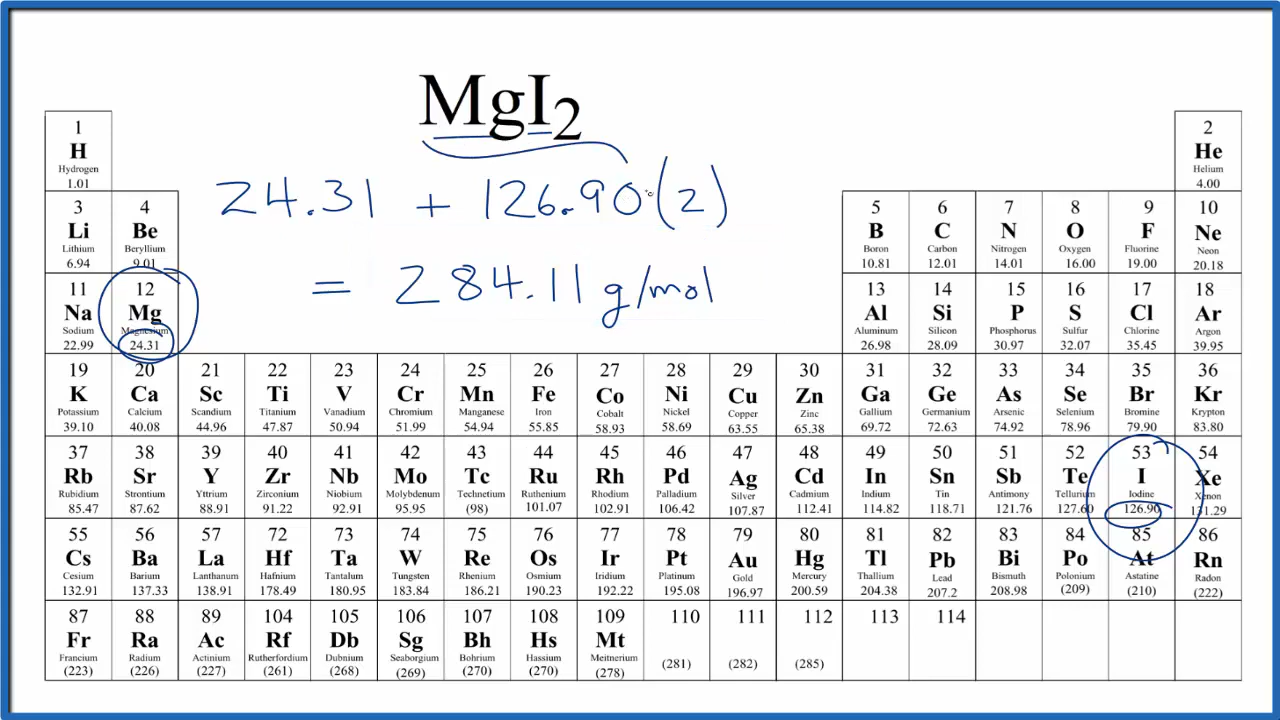 MgI2
24.31 + 126.90 (2)
= 284.11 g/mol
1 2
H He
Hydrogen Helium
1.01 4.00
3 4 5 6 7 8 9 10
Li Be B C N O F Ne
Lithium Beryllium Boron Carbon Nitrogen Oxygen Fluorine Neon
6.94 9.01 10.81 12.01 14.01 16.00 19.00 20.18
11 12 13 14 15 16 17 18
Na Mg Al Si P S Cl Ar
Sodium Magnesium Aluminum Silicon Phosphorus Sulfur Chlorine Argon
22.99 24.31 26.98 28.09 30.97 32.07 35.45 39.95
19 20 21 22 23 24 25 26 27 28 29 30 31 32 33 34 35 36
K Ca Sc Ti V Cr Mn Fe Co Ni Cu Zn Ga Ge As Se Br Kr
Potassium Calcium Scandium Titanium Vanadium Chromium Manganese Iron Cobalt Nickel Copper Zinc Gallium Germanium Arsenic Selenium Bromine Krypton
39.10 40.08 44.96 47.87 50.94 51.99 54.94 55.85 58.93 58.69 63.55 65.38 69.72 72.63 74.92 78.96 79.90 83.80
37 38 39 40 41 42 43 44 45 46 47 48 49 50 51 52 53 54
Rb Sr Y Zr Nb Mo Tc Ru Rh Pd Ag Cd In Sn Sb Te I Xe
Rubidium Strontium Yttrium Zirconium Niobium Molybdenum Technetium Ruthenium Rhodium Palladium Silver Cadmium Indium Tin Antimony Tellurium Iodine Xenon
85.47 87.62 88.91 91.22 92.91 95.95 (98) 101.07 102.91 106.42 107.87 112.41 114.82 118.71 121.76 127.60 126.90 131.29
55 56 57 72 73 74 75 76 77 78 79 80 81 82 83 84 85 86
Cs Ba La Hf Ta W Re Os Ir Pt Au Hg Tl Pb Bi Po At Rn
Cesium Barium Lanthanum Hafnium Tantalum Tungsten Rhenium Osmium Iridium Platinum Gold Mercury Thallium Lead Bismuth Polonium Astatine Radon
132.91 137.33 138.91 178.49 180.95 183.84 186.21 190.23 192.22 195.08 196.97 200.59 204.38 207.2 208.98 (209) (210) (222)
87 88 89 104 105 106 107 108 109 110 111 112 113 114
Fr Ra Ac Rf Db Sg Bh Hs Mt
Francium Radium Actinium Rutherfordium Dubnium Seaborgium Bohrium Hassium Meitnerium
(223) (226) (227) (261) (268) (269) (270) (270) (278) (281) (282) (285)